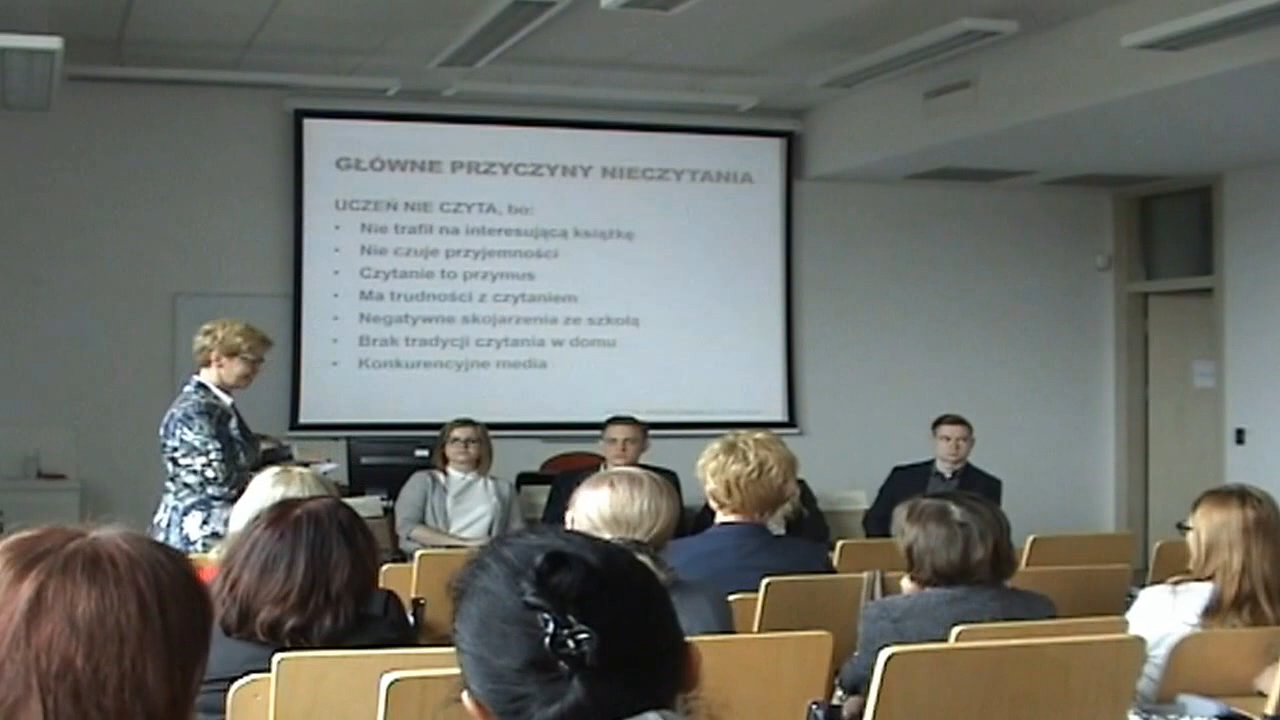 GŁÓWNE PRZYCZYNY NIECZYTANIA
UCZEŃ NIE CZYTA, bo:
• Nie trafił na interesującą książkę
• Nie czuje przyjemności
• Czytanie to przymus
• Ma trudności z czytaniem
• Negatywne skojarzenia ze szkołą
• Brak tradycji czytania w domu
• Konkurencyjne media